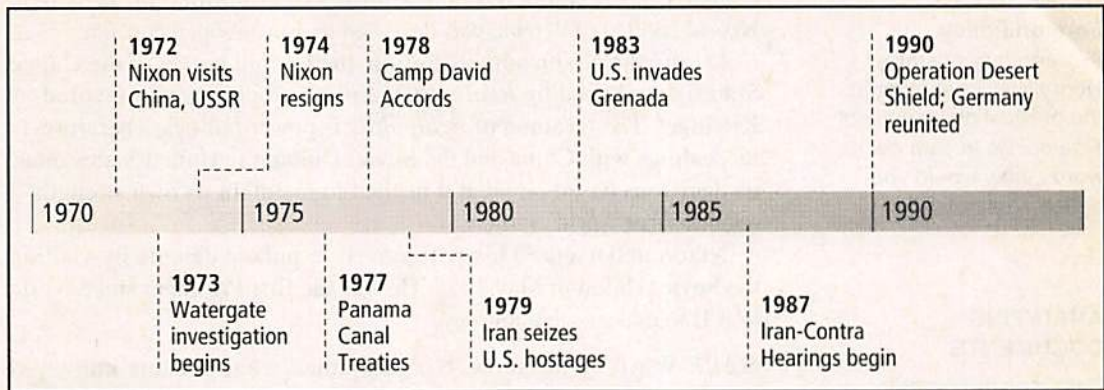 1972
Nixon visits
China, USSR
1974
Nixon
resigns
1978
Camp David
Accords
1983
U.S. invades
Grenada
1990
Operation Desert
Shield; Germany
reunited
1970
1975
1980
1985
1990
1973
Watergate
investigation
begins
1977
Panama
Canal
Treaties
1979
Iran seizes
U.S. hostages
1987
Iran-Contra
Hearings begin